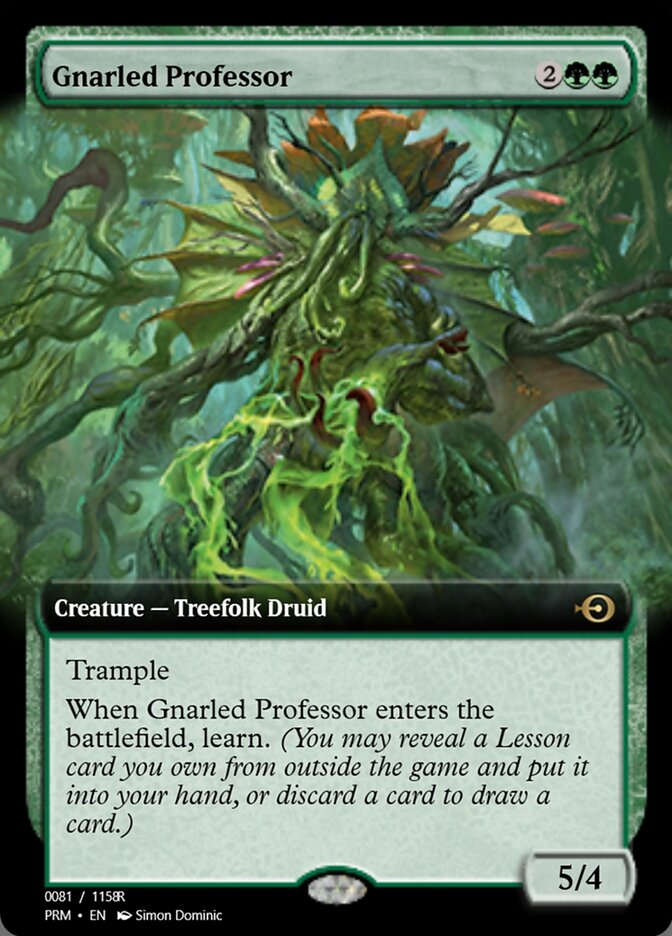 Gnarled Professor 2
Creature — Treefolk Druid
Trample
When Gnarled Professor enters the
battlefield, learn. (You may reveal a Lesson
card you own from outside the game and put it
into your hand, or discard a card to draw a
card.)
5/4
0081 / 1158R
PRM • EN Simon Dominic